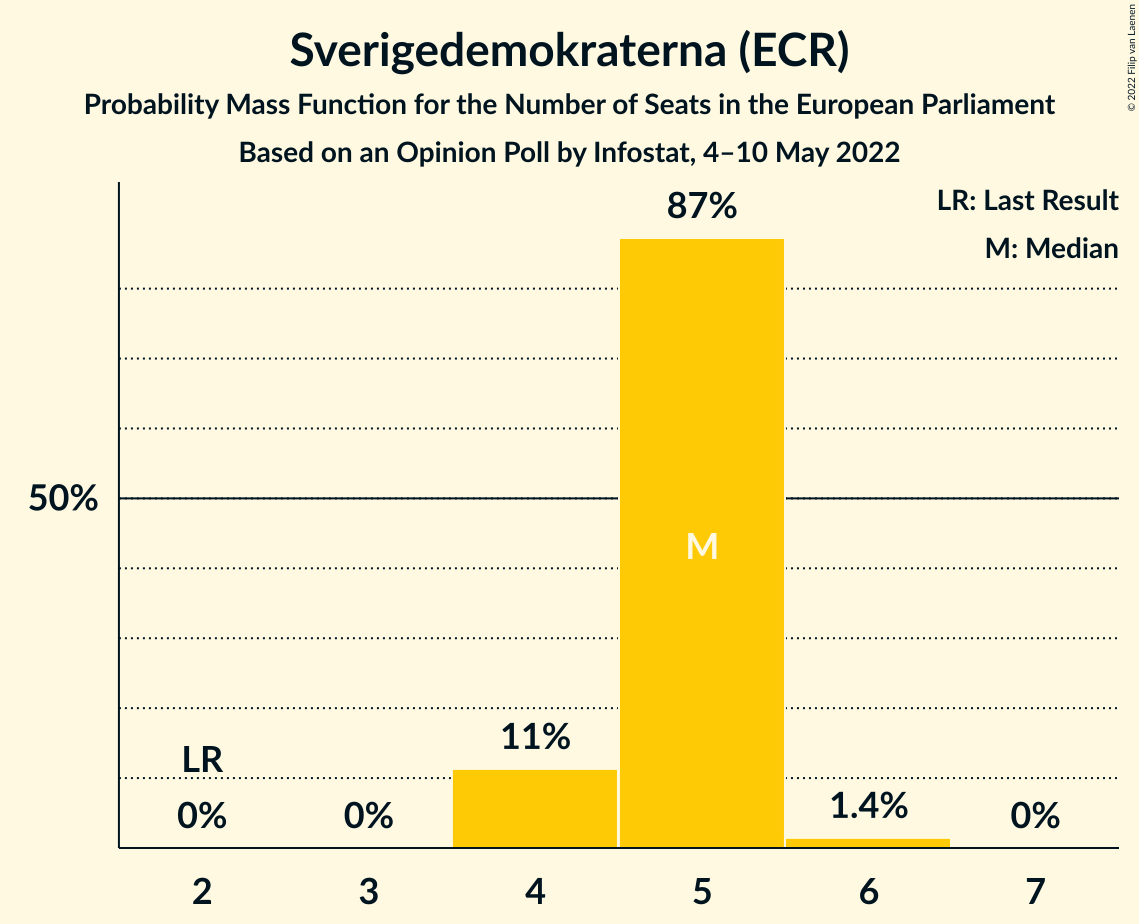 Sverigedemokraterna (ECR)
Probability Mass Function for the Number of Seats in the European Parliament
Based on an Opinion Poll by Infostat, 4–10 May 2022
© 2022 Filip van Laenen
LR: Last Result
M: Median
87%
50%
M
11%
LR
0%
0%
1.4%
0%
2 3 4 5 6 7